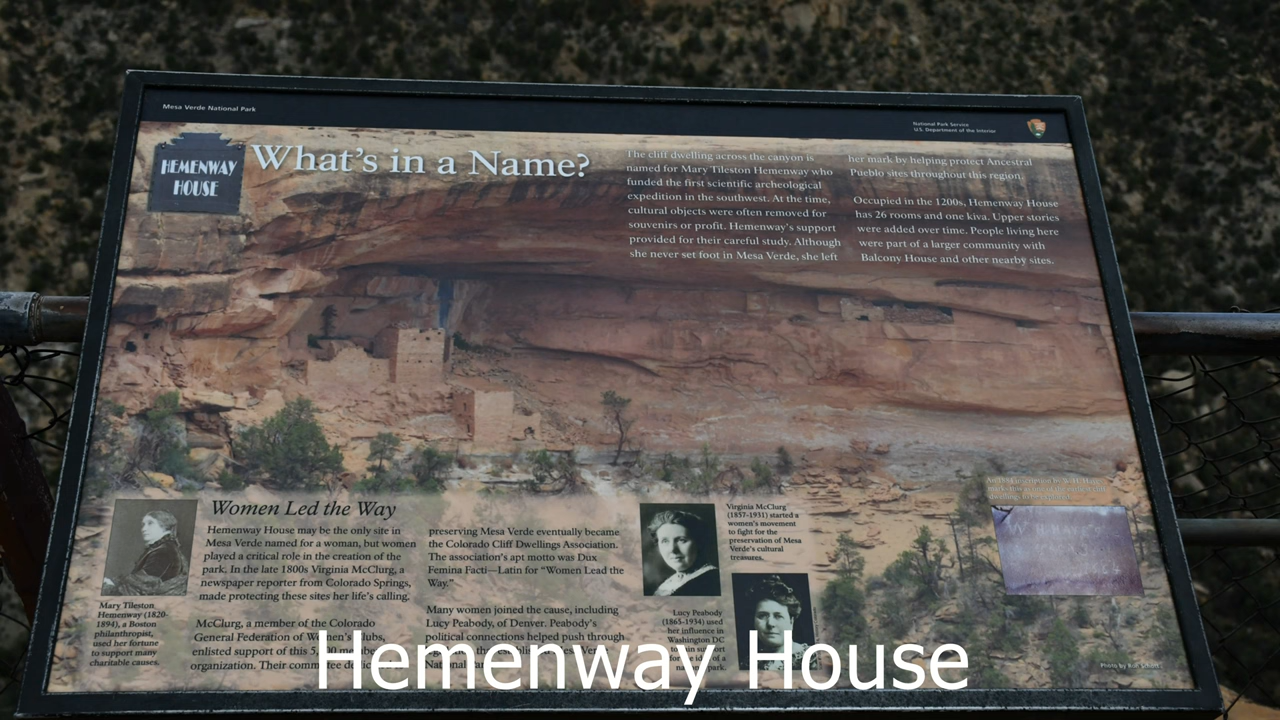 Mesa Verde National Park
National Park Service
U.S. Department of the Interior
HEMENWAY
HOUSE
What's in a Name?
The cliff dwelling across the canyon is
named for Mary Tileston Hemenway who
funded the first scientific archeological
expedition in the southwest. At the time,
cultural objects were often removed for
souvenirs or profit. Hemenway's support
provided for their careful study. Although
she never set foot in Mesa Verde, she left
her mark by helping protect Ancestral
Pueblo sites throughout this region.
Occupied in the 1200s, Hemenway House
has 26 rooms and one kiva. Upper stories
were added over time. People living here
were part of a larger community with
Balcony House and other nearby sites.
Women Led the Way
Hemenway House may be the only site in
Mesa Verde named for a woman, but women
played a critical role in the creation of the
park. In the late 1800s Virginia McClurg, a
newspaper reporter from Colorado Springs,
made protecting these sites her life's calling.
McClurg, a member of the Colorado
General Federation of Women's Clubs,
enlisted support of this
organization. Their
preserving Mesa Verde eventually became
the Colorado Cliff Dwellings Association.
The association's apt motto was Dux
Femina Facti—Latin for "Women Lead the
Way."
Many women joined the cause, including
Lucy Peabody, of Denver. Peabody's
political connections helped push through
Mary Tileston
Hemenway (1820-
1894), a Boston
philanthropist,
used her fortune
to support many
charitable causes.
Virginia McClurg
(1857-1931) started a
women's movement
to fight for the
preservation of Mesa
Verde's cultural
treasures.
Lucy Peabody
(1865-1934) used
her influence in
Washington DC
Photo by
Hemenway House